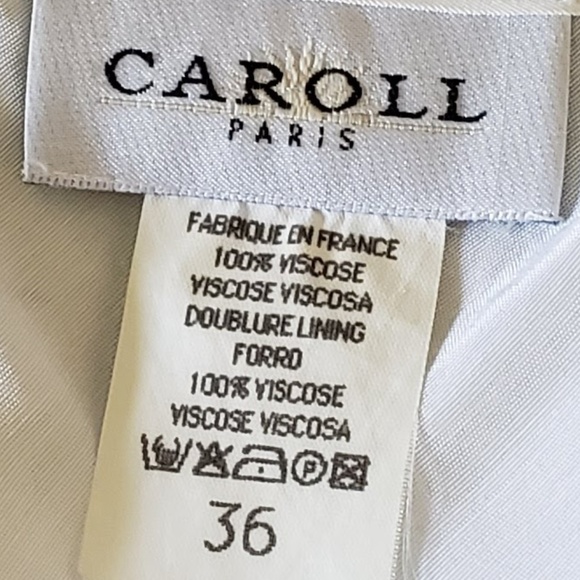 CAROLL
PARIS
FABRIQUE EN FRANCE
100% VISCOSE
VISCOSE VISCOSA
DOUBLURE LINING
FORRO
100% VISCOSE
VISCOSE VISCOSA
P
36